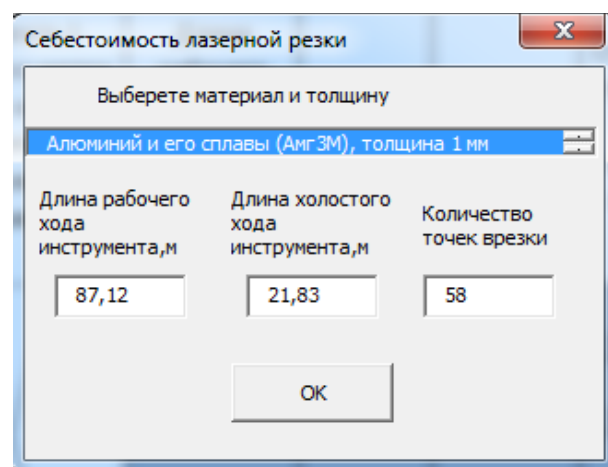 Себестоимость лазерной резки
Выберете материал и толщину
Алюминий и его сплавы (Амг3М), толщина 1 мм
Длина рабочего
хода
инструмента,м
Длина холостого
хода
инструмента,м
Количество
точек врезки
87,12
21,83
58
ОК